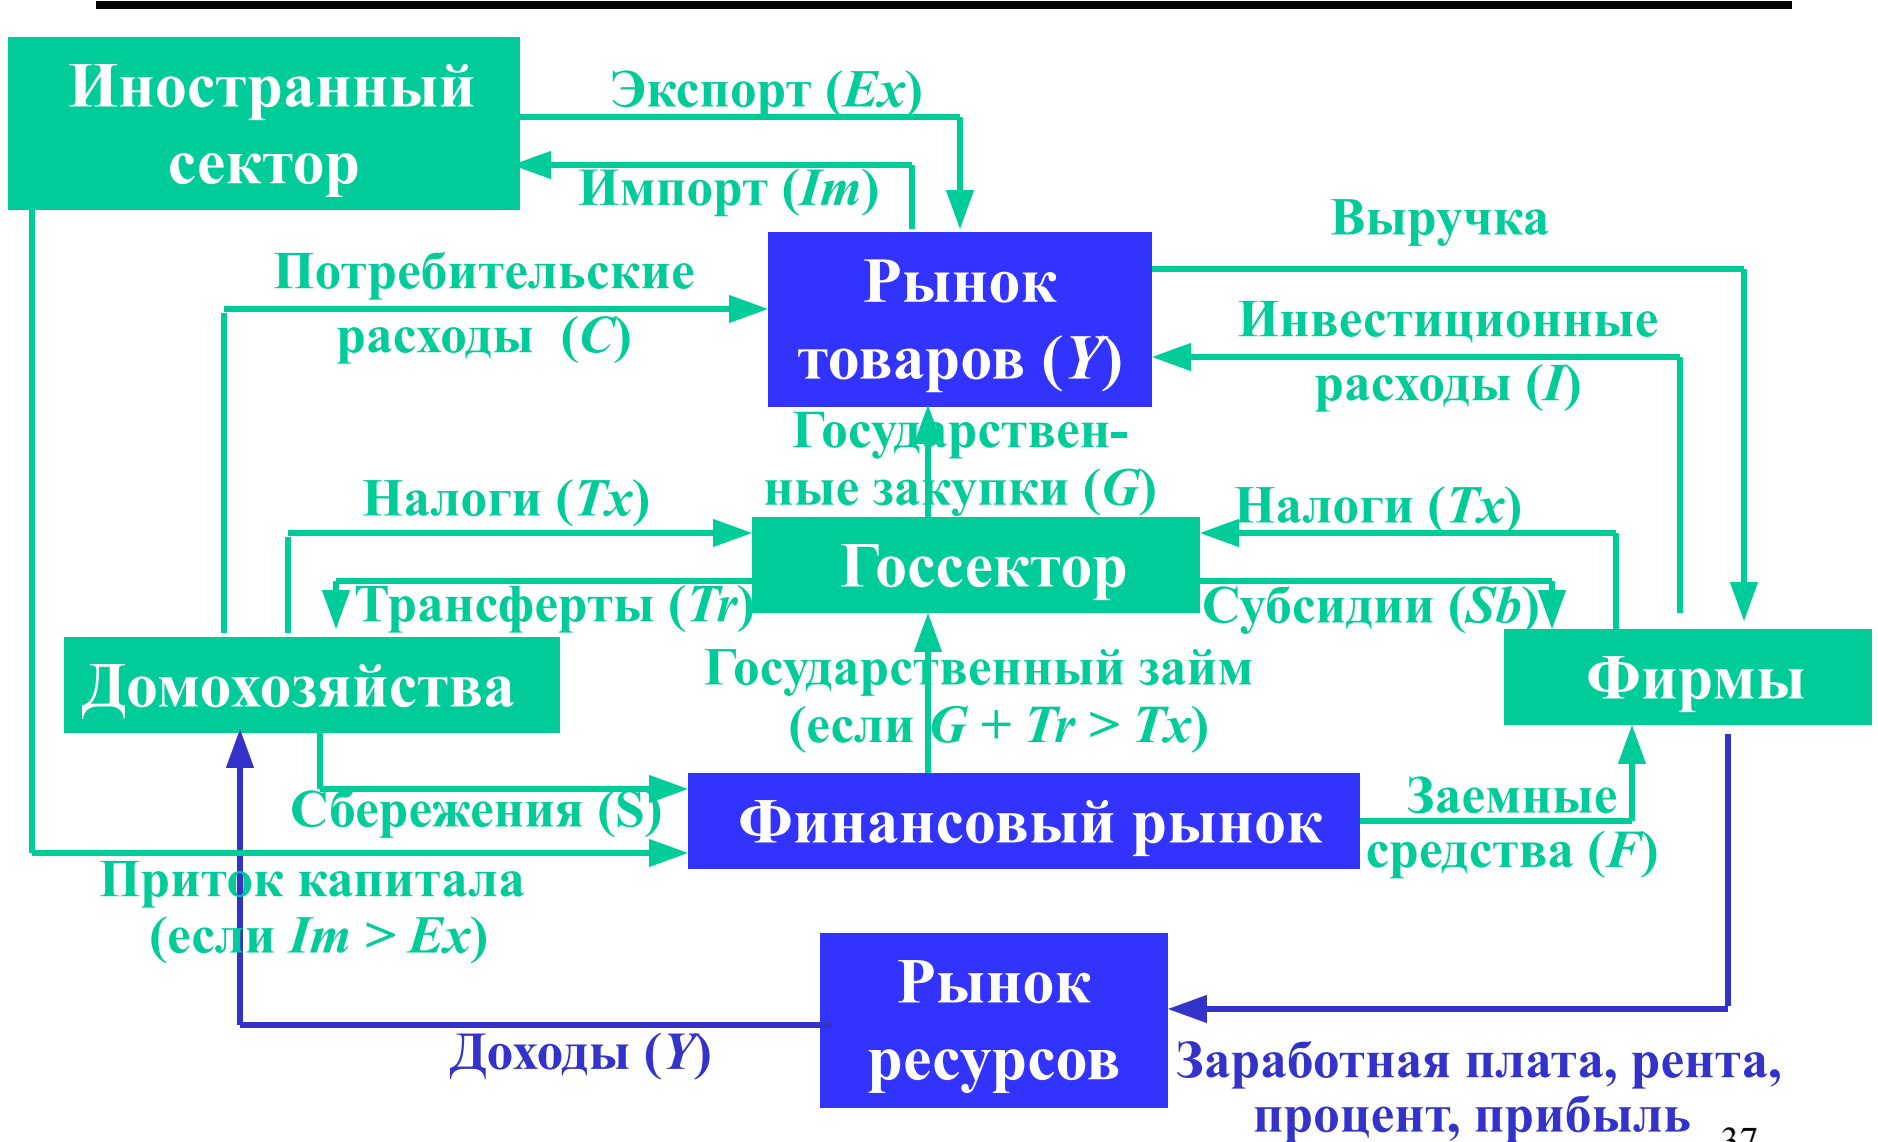 Иностранный
сектор
Экспорт (Ex)
Импорт (Im)
Выручка
Потребительские
расходы (C)
Рынок
товаров (Y)
Инвестиционные
расходы (I)
Государствен-
ные закупки (G)
Налоги (Tx)
Налоги (Tx)
Госсектор
Трансферты (Tr)
Субсидии (Sb)
Домохозяйства
Государственный займ
(если G + Tr > Tx)
Фирмы
Сбережения (S)
Финансовый рынок
Заемные
средства (F)
Приток капитала
(если Im > Ex)
Рынок
ресурсов
Доходы (Y)
Заработная плата, рента,
процент, прибыль
37